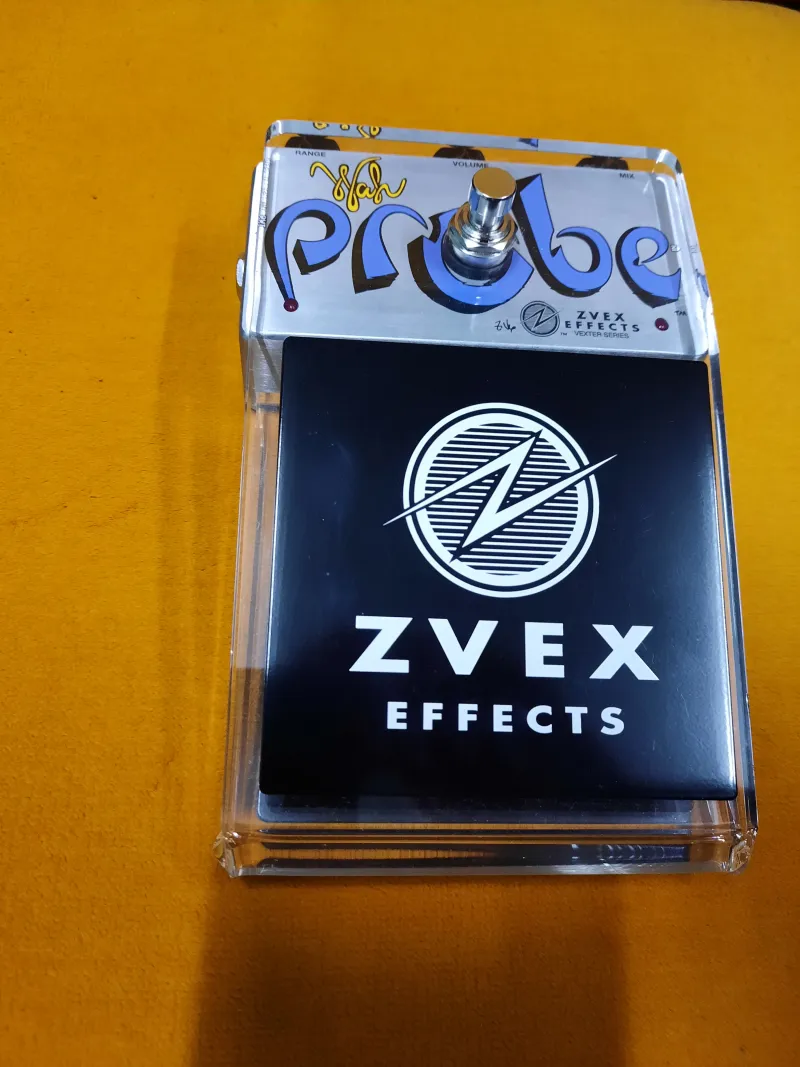 RANGE
VOLUME
MIX
Wah
probe
ZVEX
EFFECTS
VEXTER SERIES
TM
ZVEX
EFFECTS